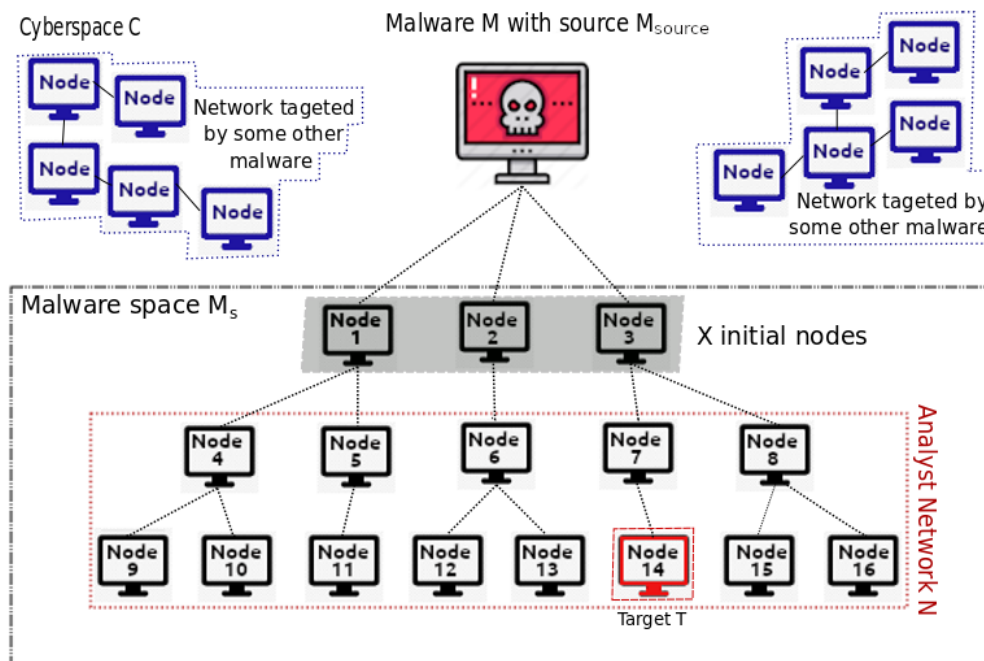 Cyberspace C
Malware M with source Msource
Node
Node
Network tageted
by some other
malware
Node
Node
Node
Node
Node
Node
Node
Node
Network tageted by
some other malware
Malware space Ms
Node
1
Node
2
Node
3
X initial nodes
Node
4
Node
5
Node
6
Node
7
Node
8
Analyst Network N
Node
9
Node
10
Node
11
Node
12
Node
13
Node
14
Node
15
Node
16
Target T